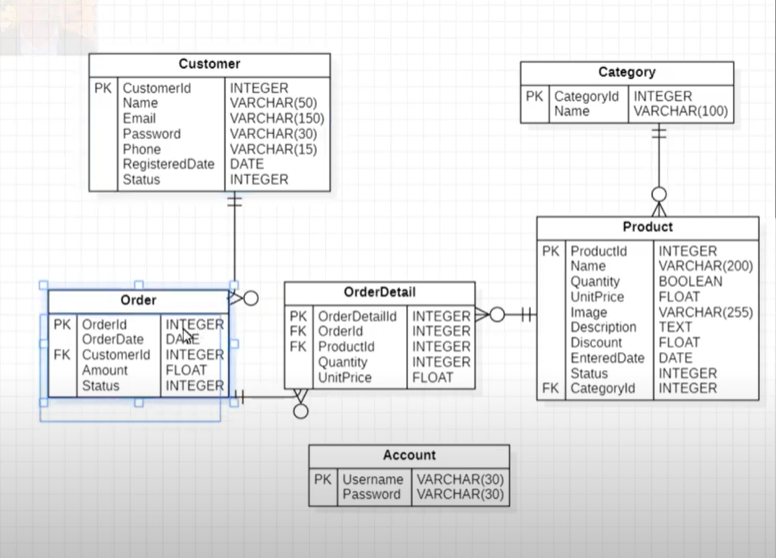 Customer
PK CustomerId INTEGER
Name VARCHAR(50)
Email VARCHAR(150)
Password VARCHAR(30)
Phone VARCHAR(15)
RegisteredDate DATE
Status INTEGER
Category
PK CategoryId INTEGER
Name VARCHAR(100)
Product
PK ProductId INTEGER
Name VARCHAR(200)
Quantity BOOLEAN
UnitPrice FLOAT
Image VARCHAR(255)
Description TEXT
Discount FLOAT
EnteredDate DATE
Status INTEGER
FK CategoryId INTEGER
Order
PK OrderId INTEGER
OrderDate DATE
FK CustomerId INTEGER
Amount FLOAT
Status INTEGER
OrderDetail
PK OrderDetailId INTEGER
FK OrderId INTEGER
FK ProductId INTEGER
Quantity INTEGER
UnitPrice FLOAT
Account
PK Username VARCHAR(30)
Password VARCHAR(30)